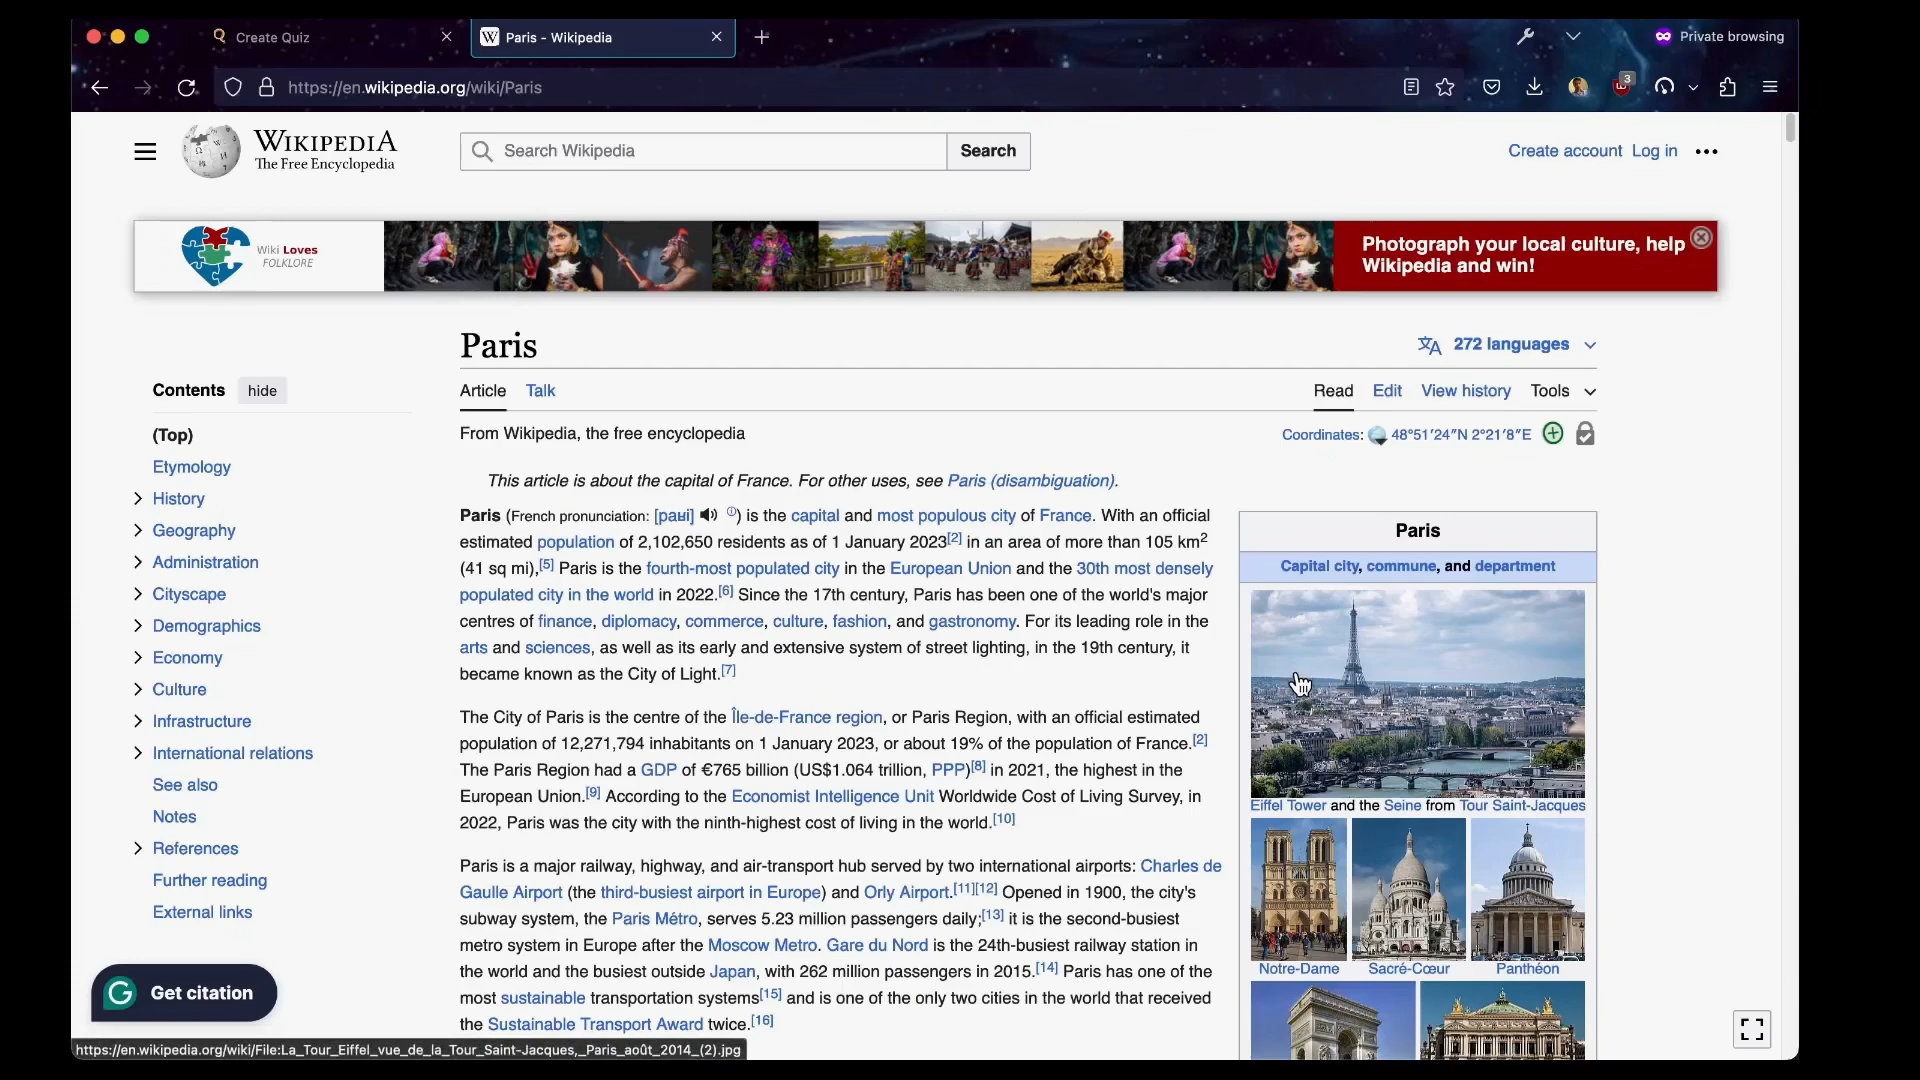 Create Quiz
Paris - Wikipedia
Private browsing
https://en.wikipedia.org/wiki/Paris
3
WIKIPEDIA
The Free Encyclopedia
Search Wikipedia
Search
Create account Log in
Wiki Loves
FOLKLORE
Photograph your local culture, help
Wikipedia and win!
Paris
272 languages
Contents hide
Article Talk
Read Edit View history Tools
From Wikipedia, the free encyclopedia
Coordinates: 48°51′24″N 2°21′8″E
(Top)
Etymology
History
Geography
Administration
Cityscape
Demographics
Economy
Culture
Infrastructure
International relations
See also
Notes
References
Further reading
External links
This article is about the capital of France. For other uses, see Paris (disambiguation).
Paris (French pronunciation: [paʁi] ⓘ) is the capital and most populous city of France. With an official
estimated population of 2,102,650 residents as of 1 January 2023[2] in an area of more than 105 km2
(41 sq mi),[5] Paris is the fourth-most populated city in the European Union and the 30th most densely
populated city in the world in 2022.[6] Since the 17th century, Paris has been one of the world's major
centres of finance, diplomacy, commerce, culture, fashion, and gastronomy. For its leading role in the
arts and sciences, as well as its early and extensive system of street lighting, in the 19th century, it
became known as the City of Light.[7]
The City of Paris is the centre of the Île-de-France region, or Paris Region, with an official estimated
population of 12,271,794 inhabitants on 1 January 2023, or about 19% of the population of France.[2]
The Paris Region had a GDP of €765 billion (US$1.064 trillion, PPP)[8] in 2021, the highest in the
European Union.[9] According to the Economist Intelligence Unit Worldwide Cost of Living Survey, in
2022, Paris was the city with the ninth-highest cost of living in the world.[10]
Paris is a major railway, highway, and air-transport hub served by two international airports: Charles de
Gaulle Airport (the third-busiest airport in Europe) and Orly Airport.[11][12] Opened in 1900, the city's
subway system, the Paris Métro, serves 5.23 million passengers daily;[13] it is the second-busiest
metro system in Europe after the Moscow Metro. Gare du Nord is the 24th-busiest railway station in
the world and the busiest outside Japan, with 262 million passengers in 2015.[14] Paris has one of the
most sustainable transportation systems[15] and is one of the only two cities in the world that received
the Sustainable Transport Award twice.[16]
Paris
Capital city, commune, and department
Eiffel Tower and the Seine from Tour Saint-Jacques
Notre-Dame
Sacré-Cœur
Panthéon
Get citation
https://en.wikipedia.org/wiki/File:La_Tour_Eiffel_vue_de_la_Tour_Saint-Jacques,_Paris_août_2014_(2).jpg